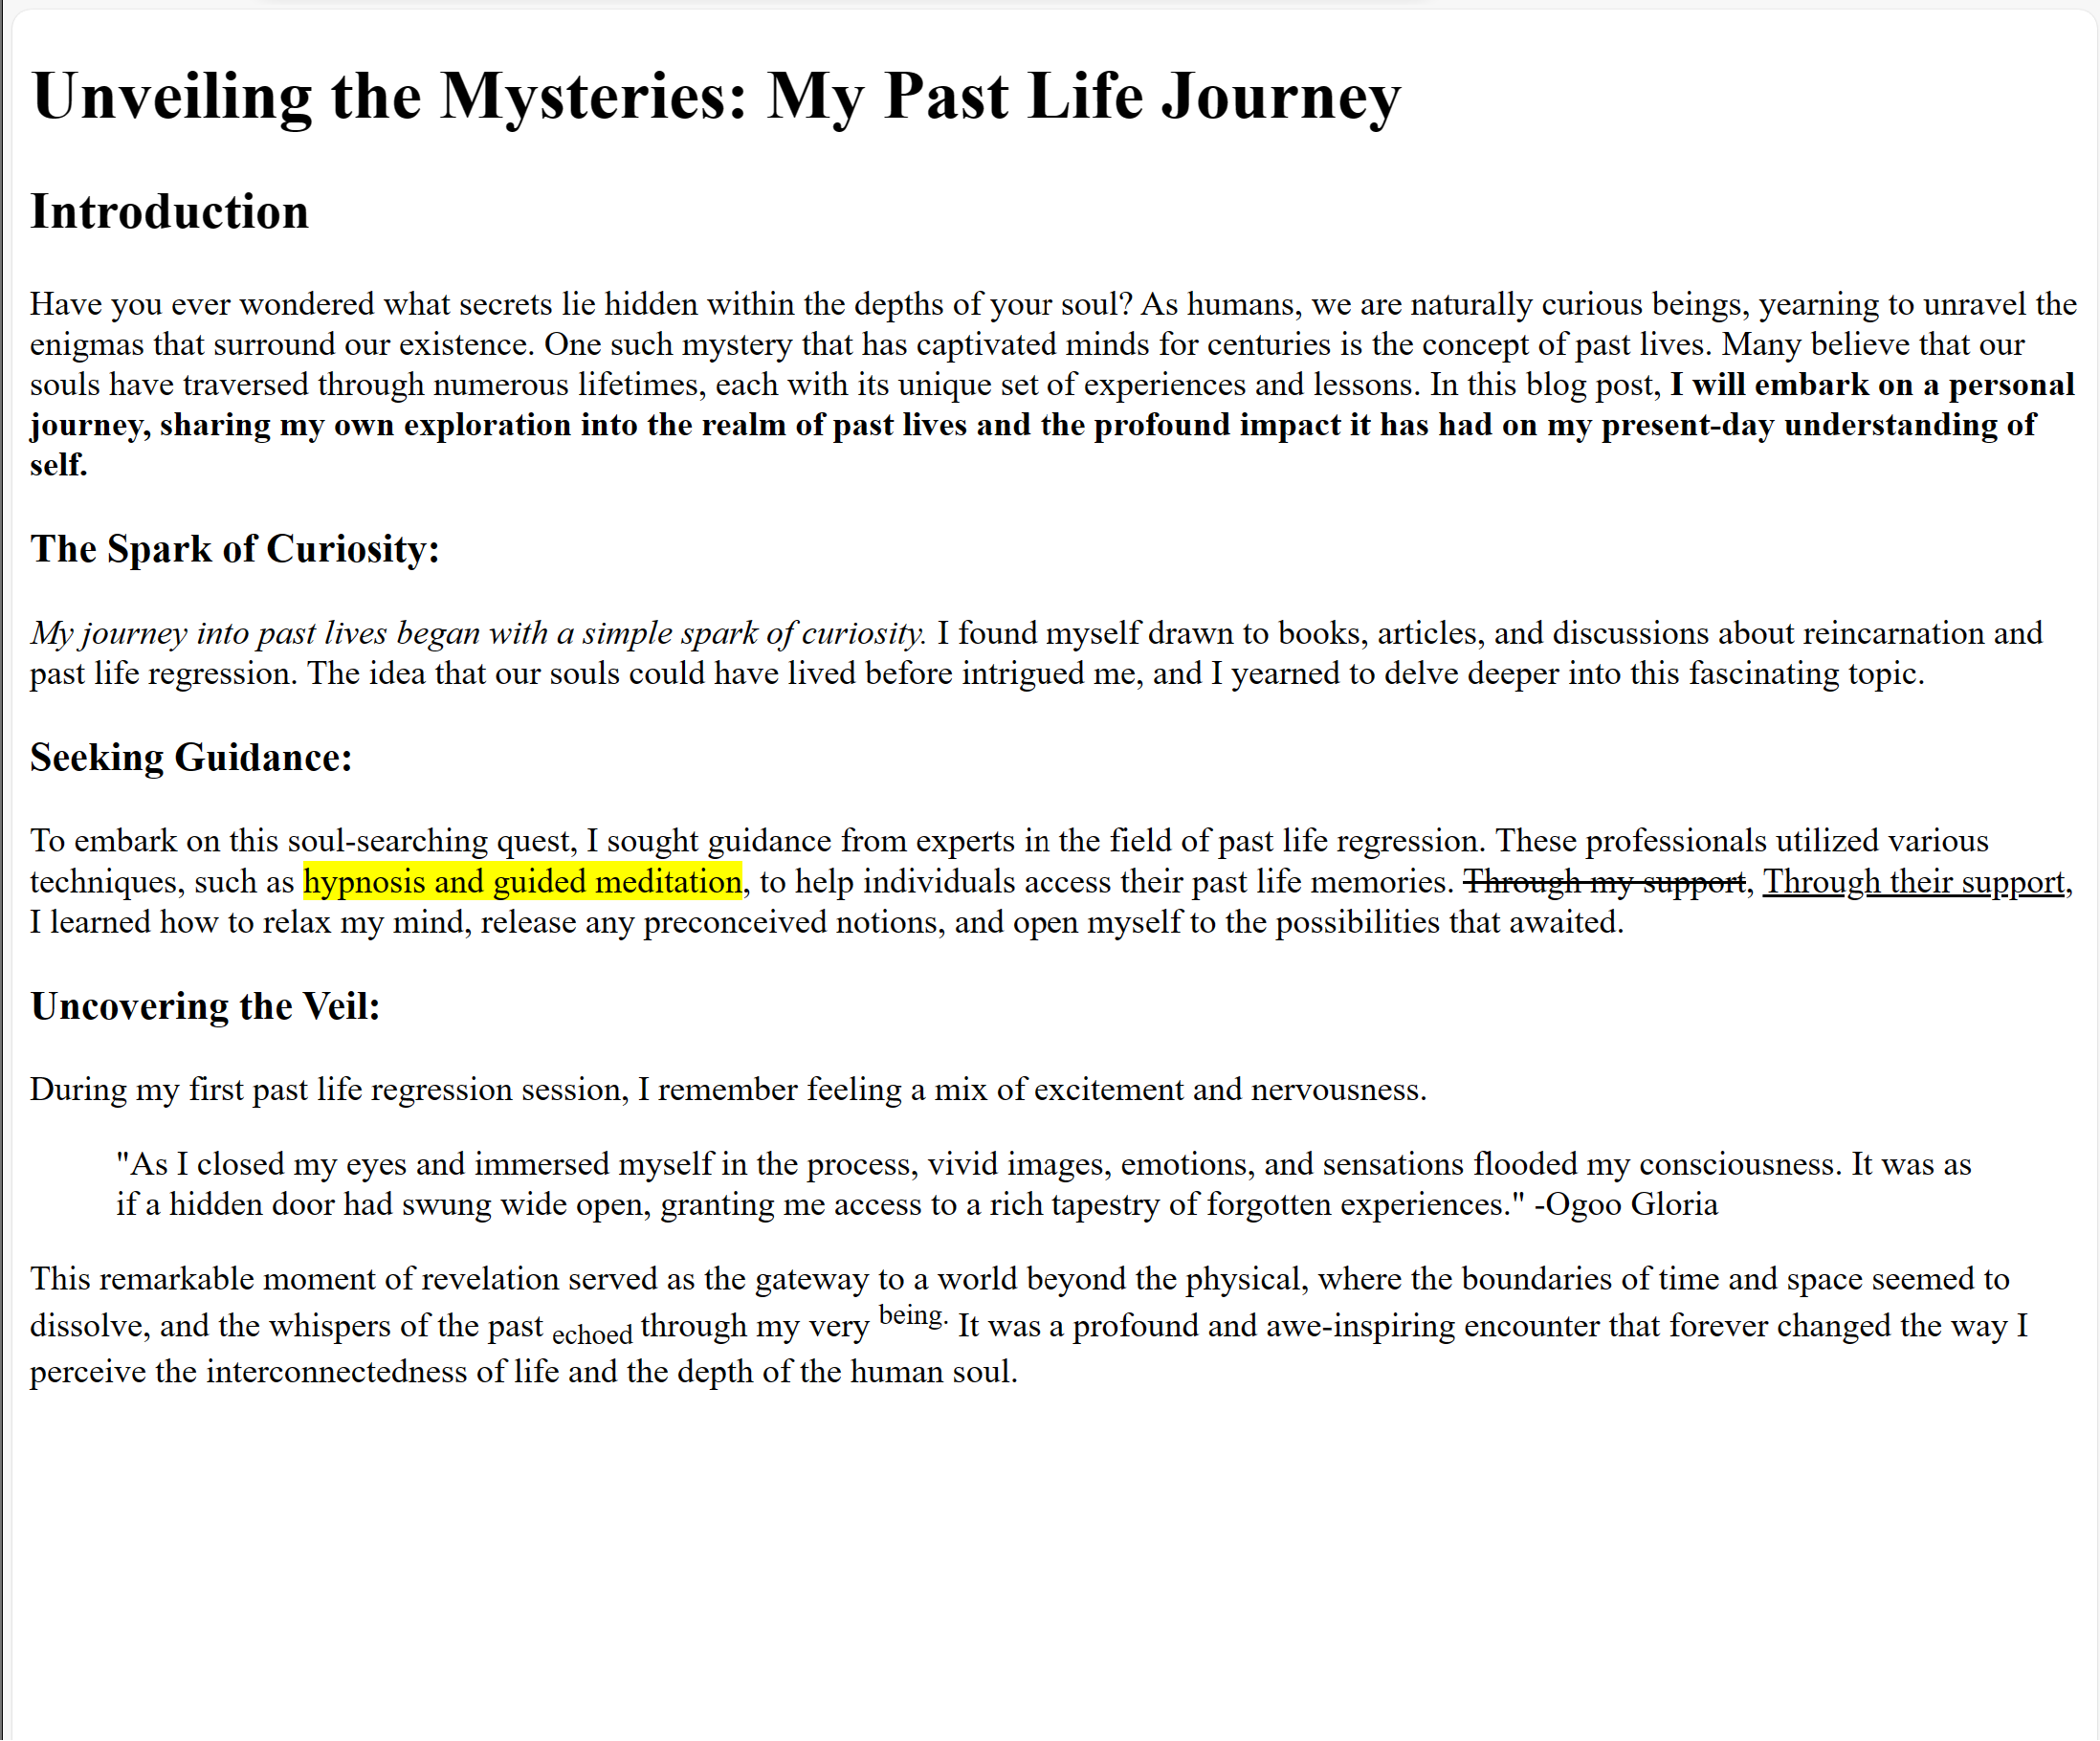 Unveiling the Mysteries: My Past Life Journey
Introduction
Have you ever wondered what secrets lie hidden within the depths of your soul? As humans, we are naturally curious beings, yearning to unravel the
enigmas that surround our existence. One such mystery that has captivated minds for centuries is the concept of past lives. Many believe that our
souls have traversed through numerous lifetimes, each with its unique set of experiences and lessons. In this blog post, I will embark on a personal
journey, sharing my own exploration into the realm of past lives and the profound impact it has had on my present-day understanding of
self.
The Spark of Curiosity:
My journey into past lives began with a simple spark of curiosity. I found myself drawn to books, articles, and discussions about reincarnation and
past life regression. The idea that our souls could have lived before intrigued me, and I yearned to delve deeper into this fascinating topic.
Seeking Guidance:
To embark on this soul-searching quest, I sought guidance from experts in the field of past life regression. These professionals utilized various
techniques, such as hypnosis and guided meditation, to help individuals access their past life memories. Through my support, Through their support,
I learned how to relax my mind, release any preconceived notions, and open myself to the possibilities that awaited.
Uncovering the Veil:
During my first past life regression session, I remember feeling a mix of excitement and nervousness.
"As I closed my eyes and immersed myself in the process, vivid images, emotions, and sensations flooded my consciousness. It was as
if a hidden door had swung wide open, granting me access to a rich tapestry of forgotten experiences." -Ogoo Gloria
This remarkable moment of revelation served as the gateway to a world beyond the physical, where the boundaries of time and space seemed to
dissolve, and the whispers of the past echoed through my very being. It was a profound and awe-inspiring encounter that forever changed the way I
perceive the interconnectedness of life and the depth of the human soul.